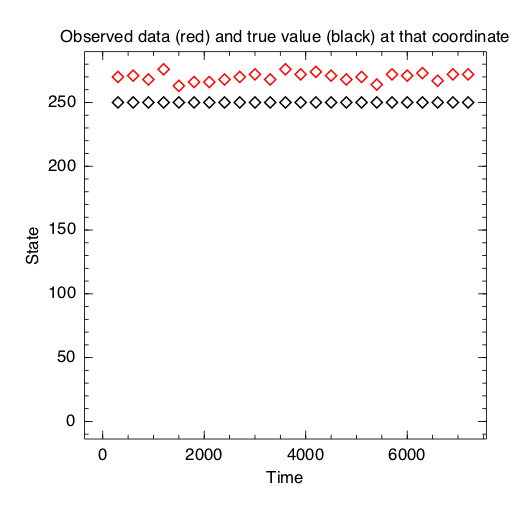 Observed data (red) and true value (black) at that coordinate
250
200
150
100
50
0
State
0 2000 4000 6000
Time